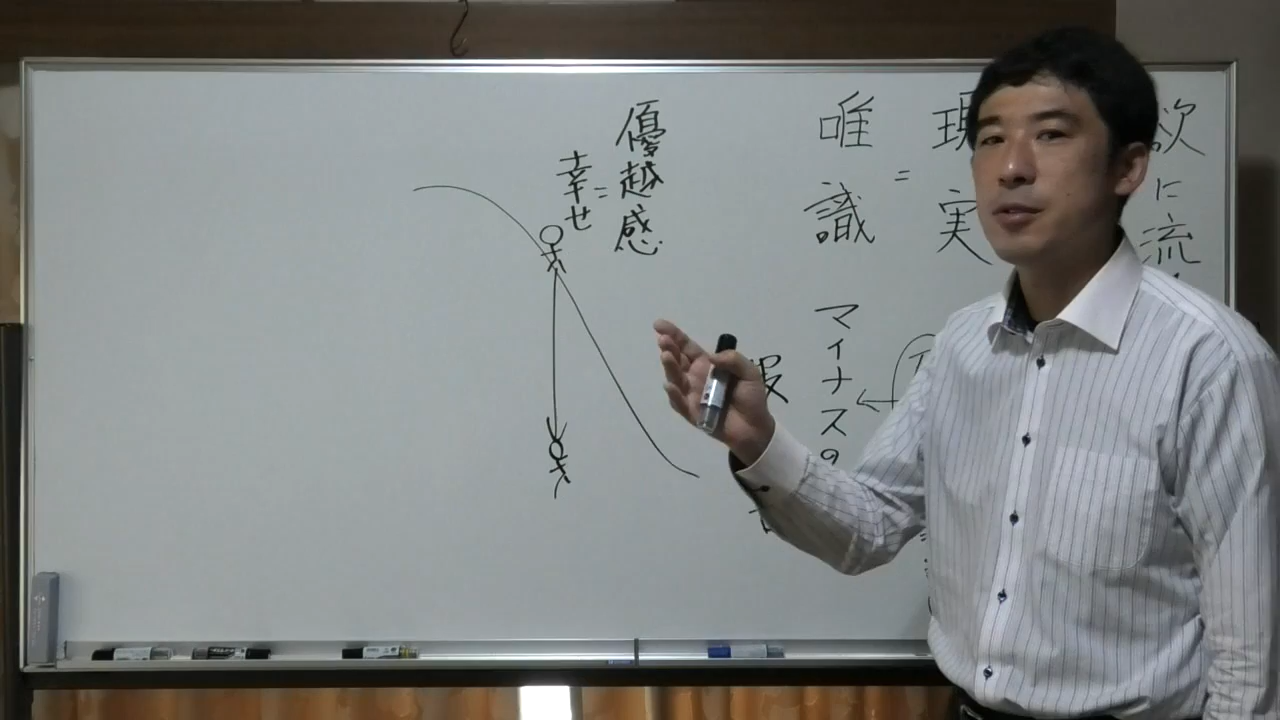 欲に流
現実
=
唯識
マイナスの
優越感
=
幸せ